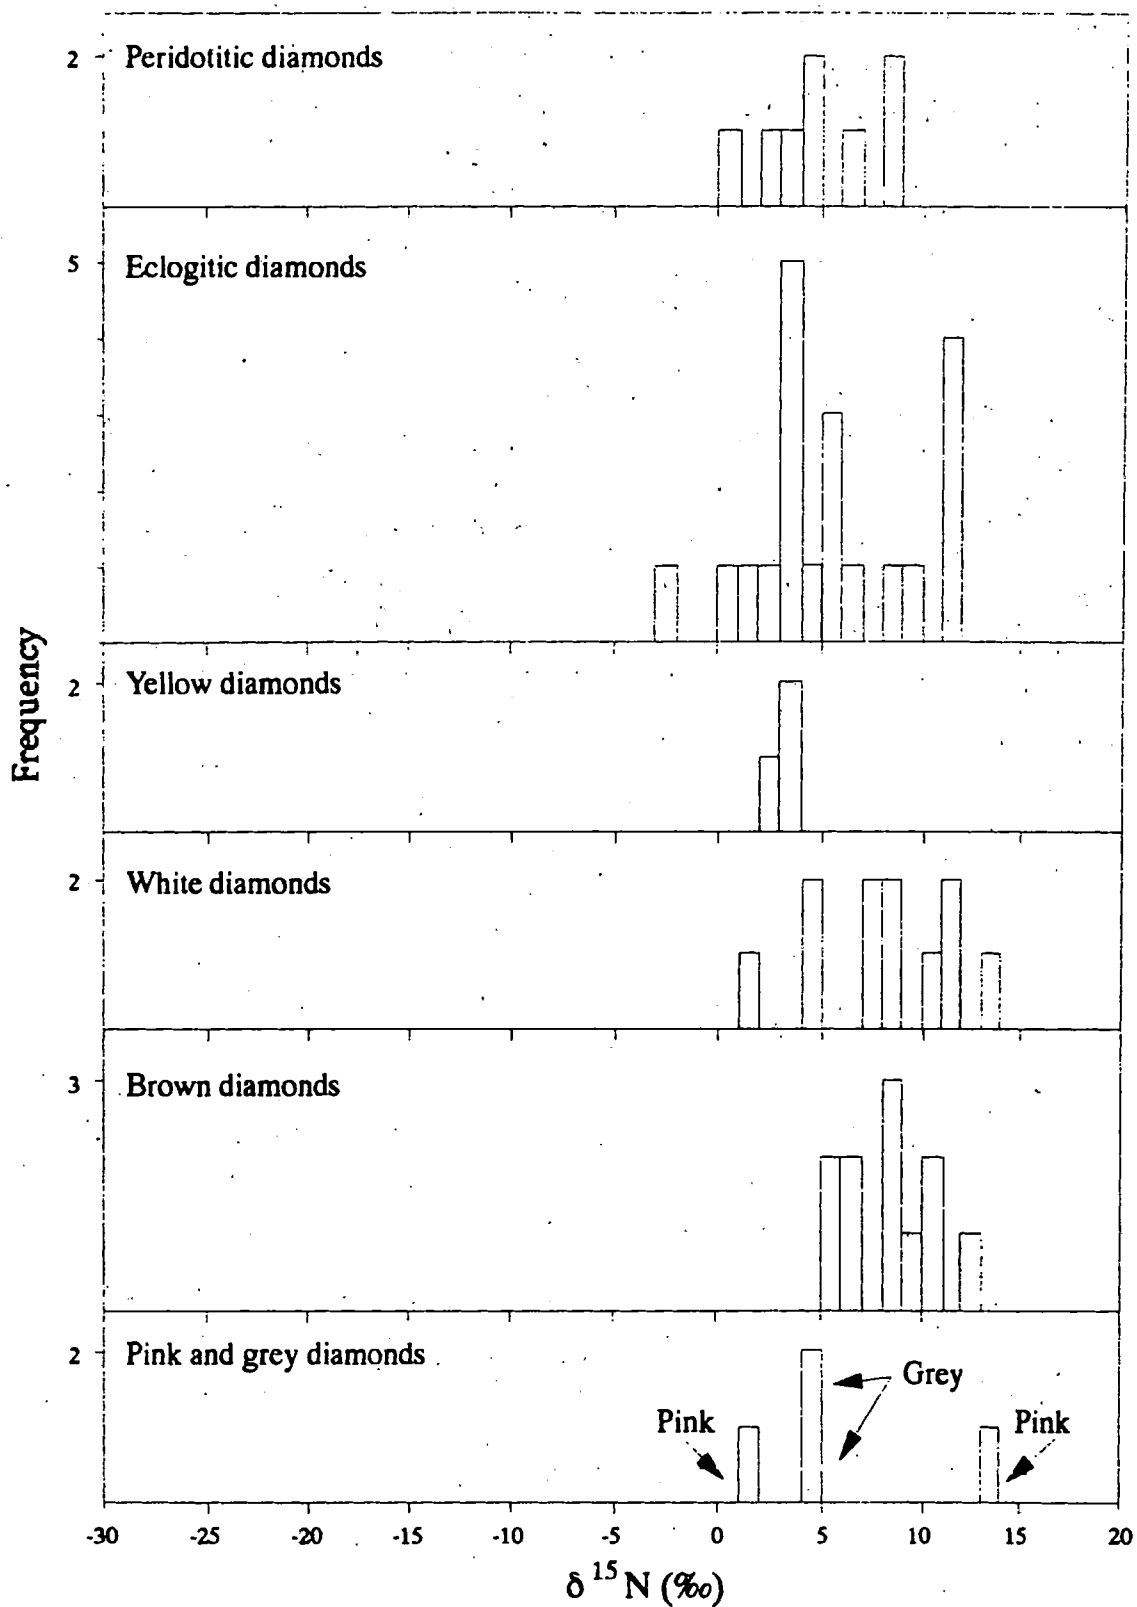 2 Peridotitic diamonds
5 Eclogitic diamonds
2 Yellow diamonds
2 White diamonds
3 Brown diamonds
2 Pink and grey diamonds
Grey
Pink
Pink
-30 -25 -20 -15 -10 -5 0 5 10 15 20
δ ¹⁵ N (‰)
Frequency